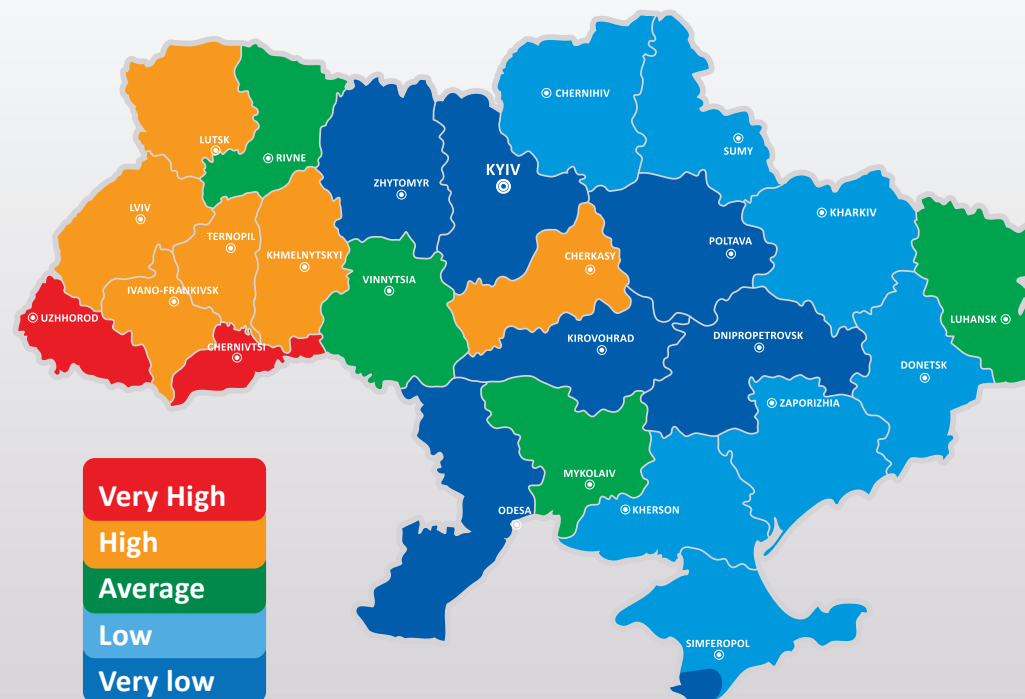 CHERNIHIV
SUMY
LUTSK
RIVNE
KYIV
ZHYTOMYR
LVIV
KHARKIV
TERNOPIL
POLTAVA
KHMELNYTSKYI
CHERKASY
VINNYTSIA
IVANO-FRANKIVSK
UZHHOROD
LUHANSK
KIROVOHRAD
DNIPROPETROVSK
CHERNIVTSI
DONETSK
ZAPORIZHIA
MYKOLAIV
ODESA
KHERSON
SIMFEROPOL
Very High
High
Average
Low
Very low